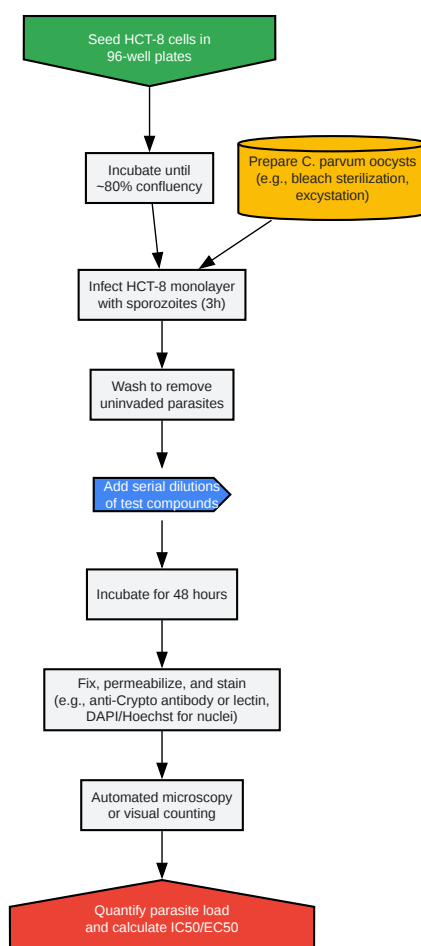 Seed HCT-8 cells in
96-well plates
Incubate until
~80% confluency
Prepare C. parvum oocysts
(e.g., bleach sterilization,
excystation)
Infect HCT-8 monolayer
with sporozoites (3h)
Wash to remove
uninvaded parasites
Add serial dilutions
of test compounds
Incubate for 48 hours
Fix, permeabilize, and stain
(e.g., anti-Crypto antibody or lectin,
DAPI/Hoechst for nuclei)
Automated microscopy
or visual counting
Quantify parasite load
and calculate IC50/EC50